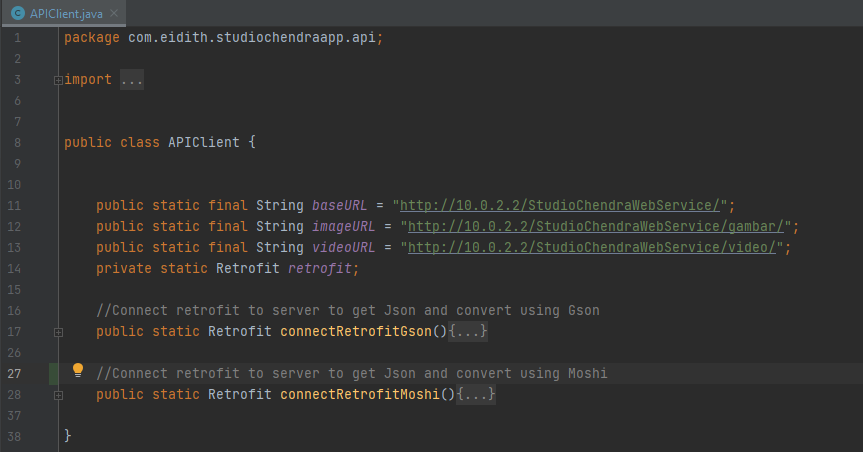 APIClient.java
1 package com.eidith.studiochendraapp.api;
2
3 import ...
6
7
8 public class APIClient {
9
10
11 public static final String baseURL = "http://10.0.2.2/StudioChendraWebService/";
12 public static final String imageURL = "http://10.0.2.2/StudioChendraWebService/gambar/";
13 public static final String videoURL = "http://10.0.2.2/StudioChendraWebService/video/";
14 private static Retrofit retrofit;
15
16 //Connect retrofit to server to get Json and convert using Gson
17 public static Retrofit connectRetrofitGson(){...}
26
27 //Connect retrofit to server to get Json and convert using Moshi
28 public static Retrofit connectRetrofitMoshi(){...}
37
38 }